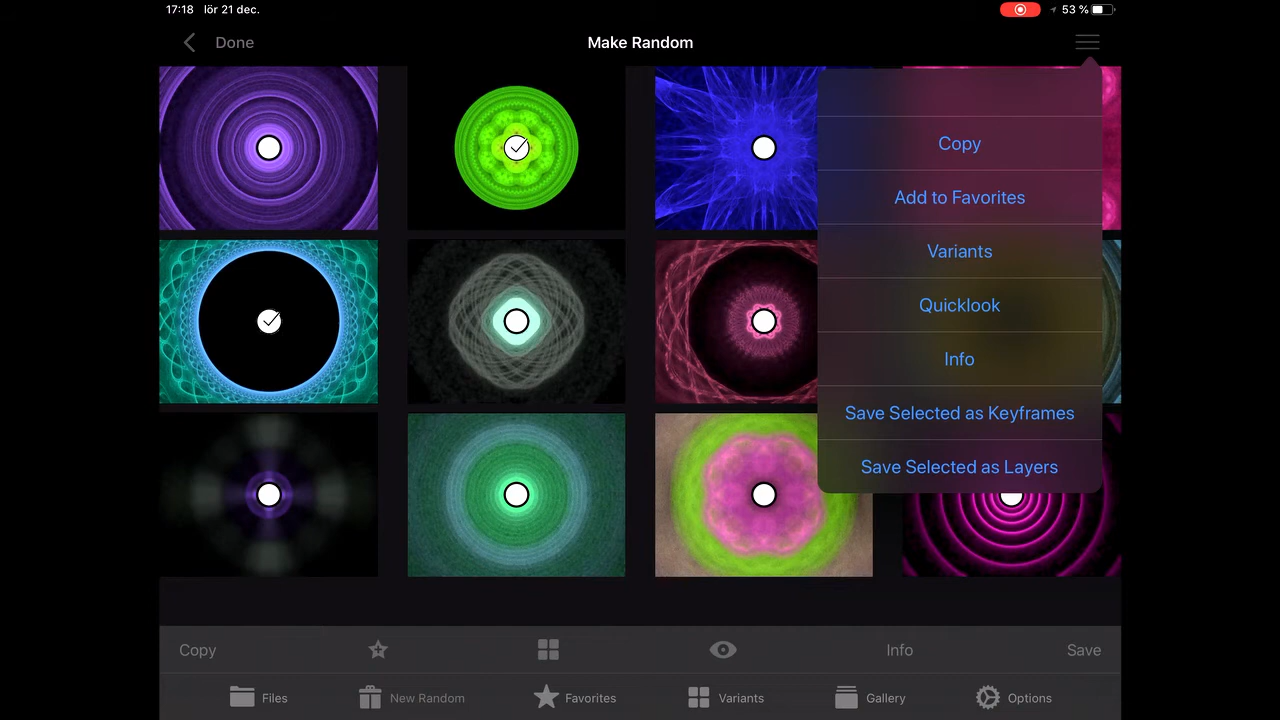 17:18 lör 21 dec.
53 %
Done
Make Random
Copy
Add to Favorites
Variants
Quicklook
Info
Save Selected as Keyframes
Save Selected as Layers
Copy
Info
Save
Files
New Random
Favorites
Variants
Gallery
Options